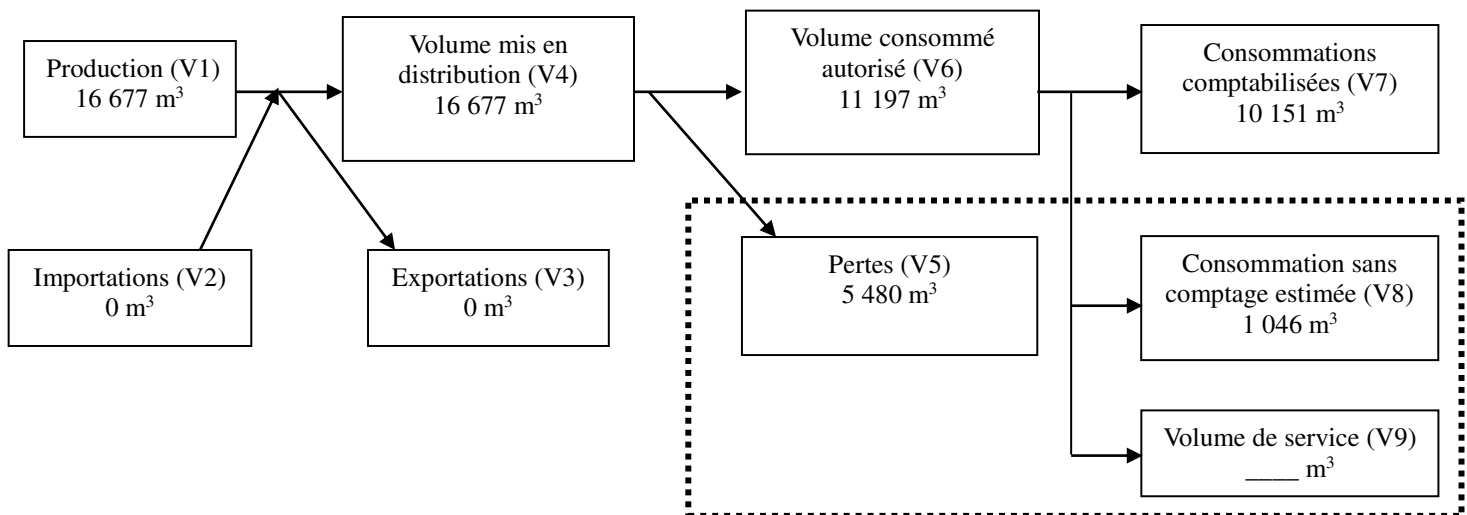 Production (V1)
16 677 m³
Volume mis en
distribution (V4)
16 677 m³
Volume consommé
autorisé (V6)
11 197 m³
Consommations
comptabilisées (V7)
10 151 m³
Importations (V2)
0 m³
Exportations (V3)
0 m³
Pertes (V5)
5 480 m³
Consommation sans
comptage estimée (V8)
1 046 m³
Volume de service (V9)
____ m³